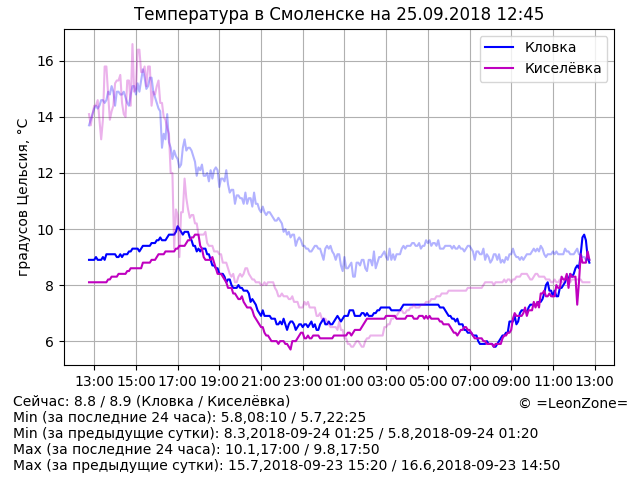 Температура в Смоленске на 25.09.2018 12:45
Кловка
Киселёвка
градусов Цельсия, °C
16
14
12
10
8
6
13:00 15:00 17:00 19:00 21:00 23:00 01:00 03:00 05:00 07:00 09:00 11:00 13:00
Сейчас: 8.8 / 8.9 (Кловка / Киселёвка)
© =LeonZone=
Min (за последние 24 часа): 5.8,08:10 / 5.7,22:25
Min (за предыдущие сутки): 8.3,2018-09-24 01:25 / 5.8,2018-09-24 01:20
Max (за последние 24 часа): 10.1,17:00 / 9.8,17:50
Max (за предыдущие сутки): 15.7,2018-09-23 15:20 / 16.6,2018-09-23 14:50